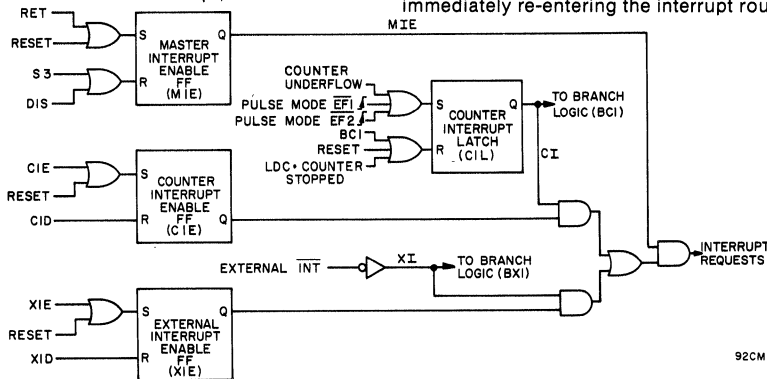 immediately re-entering the interrupt rou
RET
RESET
S3
DIS
S
R
Q
MASTER
INTERRUPT
ENABLE
FF
(MIE)
MIE
COUNTER
UNDERFLOW
PULSE MODE EF1
PULSE MODE EF2
BCI
RESET
LDC• COUNTER
STOPPED
S
R
Q
COUNTER
INTERRUPT
LATCH
(CIL)
TO BRANCH
LOGIC (BCI)
CI
CIE
RESET
CID
S
R
Q
COUNTER
INTERRUPT
ENABLE
FF
(CIE)
EXTERNAL INT
XI
TO BRANCH
LOGIC (BXI)
INTERRUPT
REQUESTS
XIE
RESET
XID
S
R
Q
EXTERNAL
INTERRUPT
ENABLE
FF
(XIE)
92CM